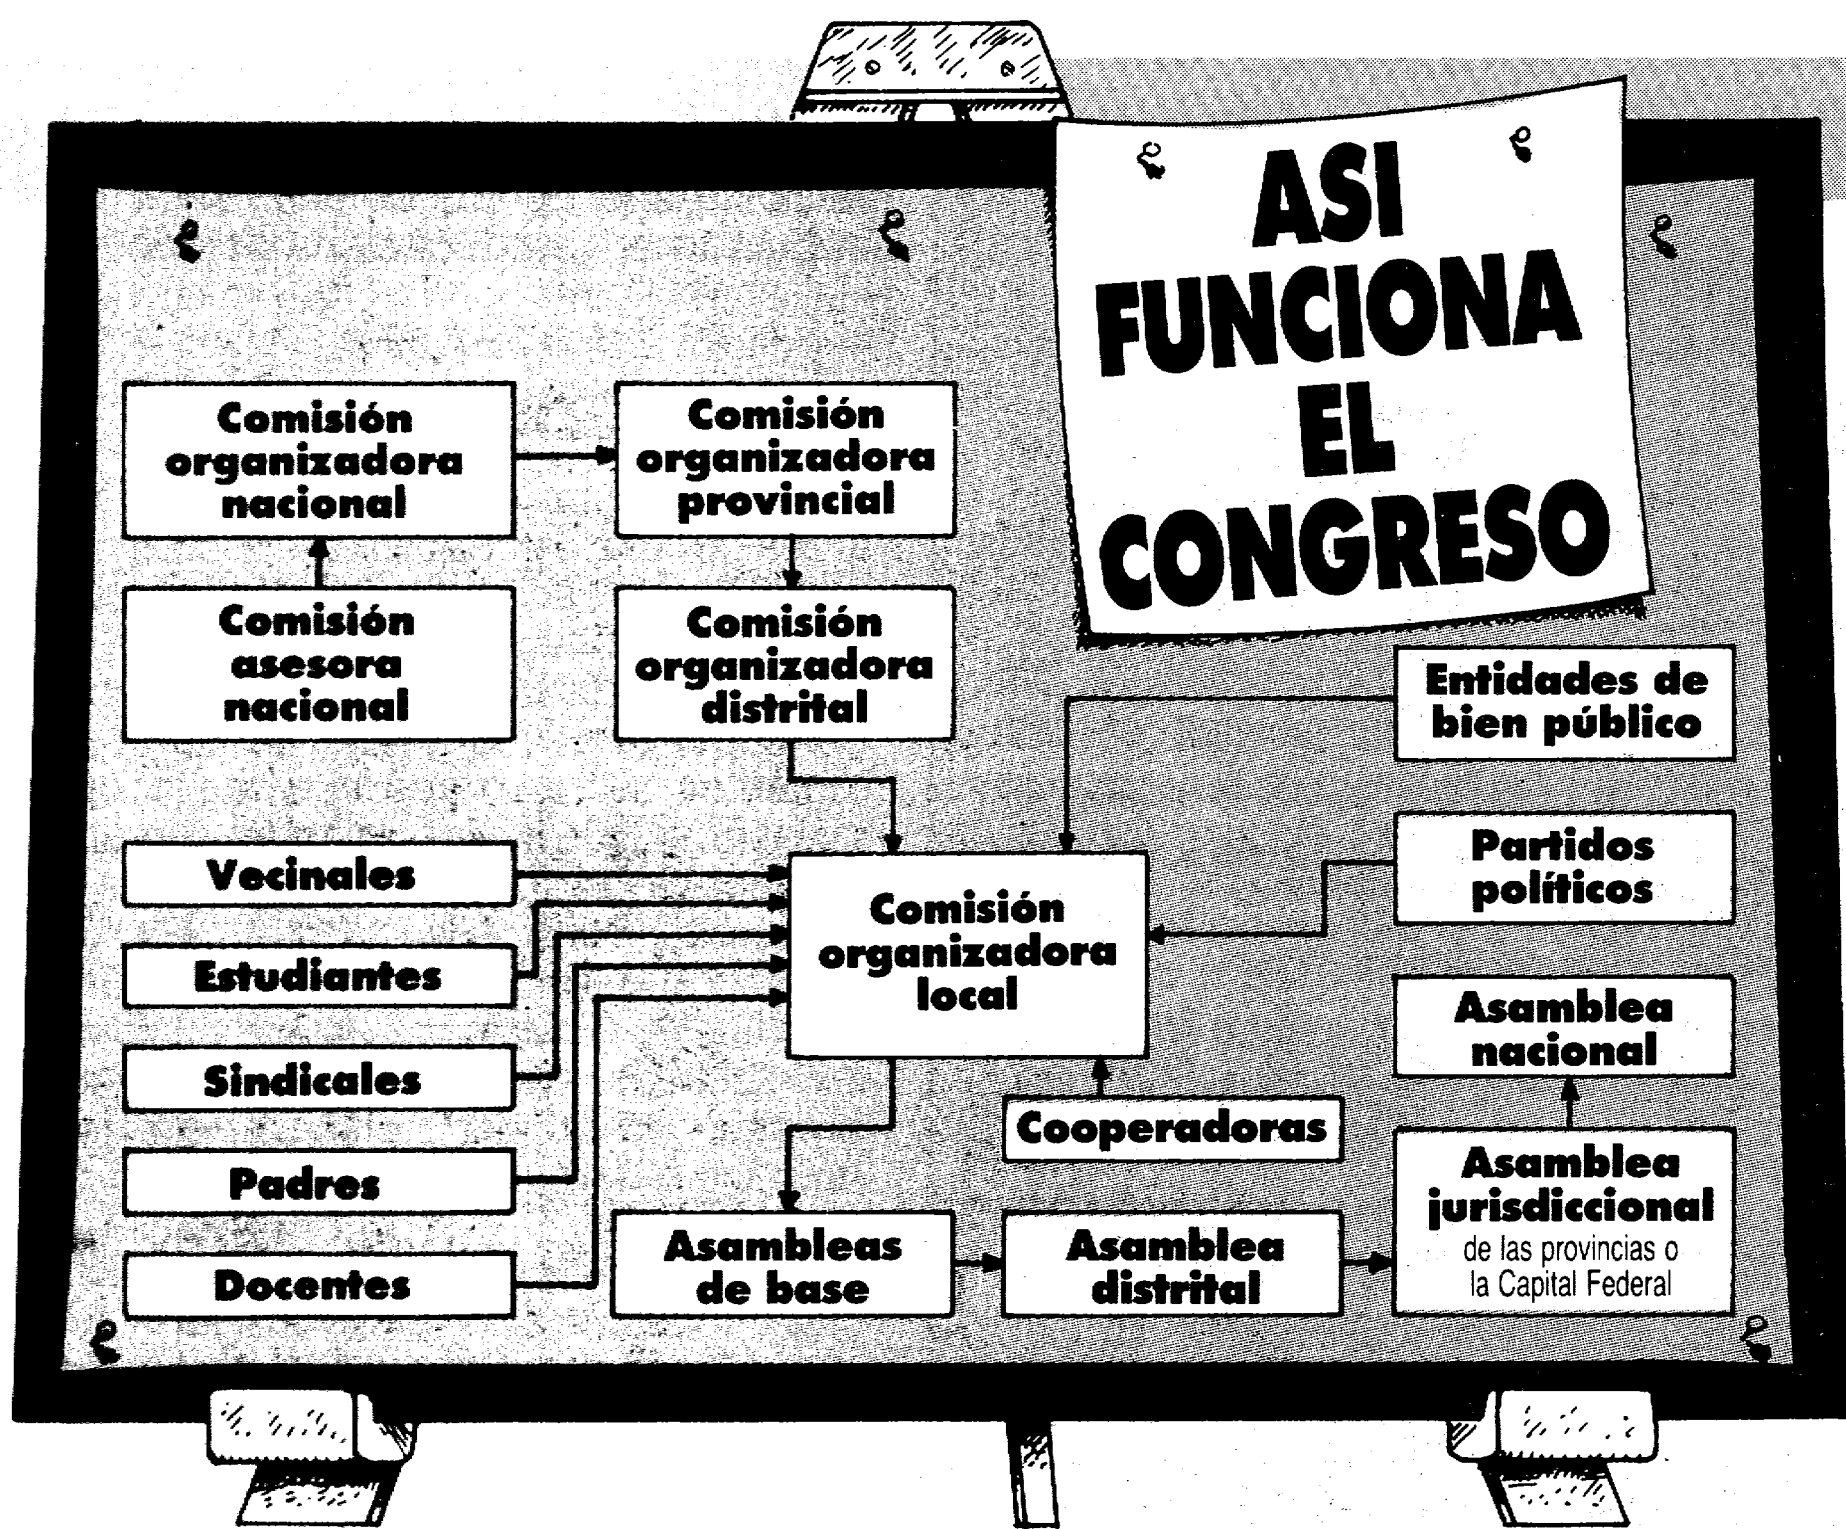 ASI
FUNCIONA
EL
CONGRESO
Comisión
organizadora
nacional
Comisión
organizadora
provincial
Comisión
asesora
nacional
Comisión
organizadora
distrital
Entidades de
bien público
Partidos
políticos
Vecinales
Estudiantes
Sindicales
Padres
Docentes
Comisión
organizadora
local
Cooperadoras
Asambleas
de base
Asamblea
distrital
Asamblea
jurisdiccional
de las provincias o
la Capital Federal
Asamblea
nacional